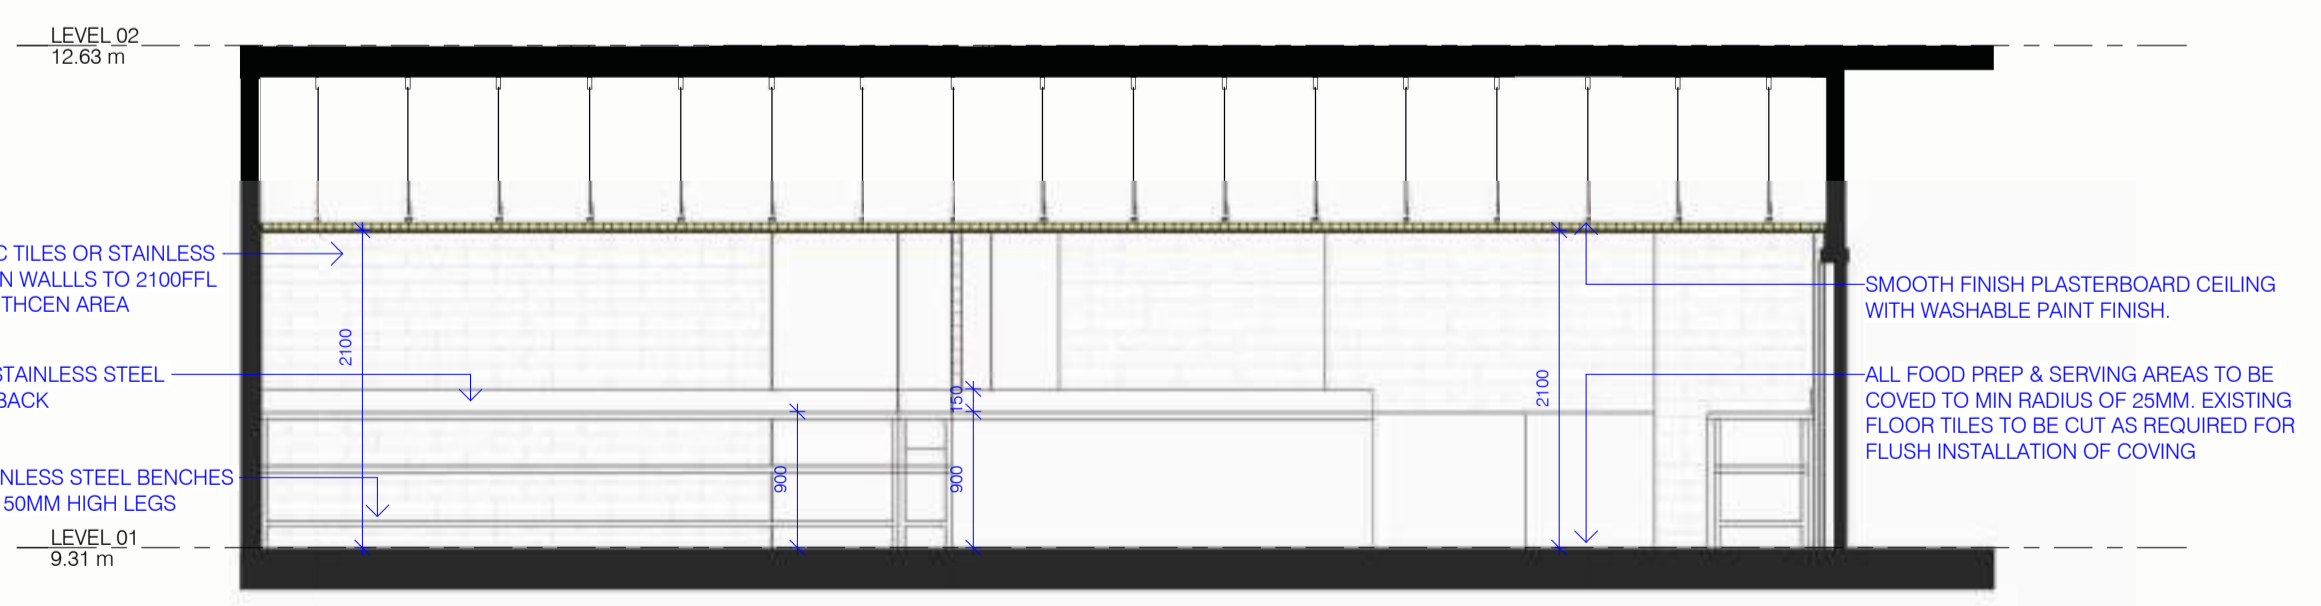 LEVEL 02
12.63 m
C TILES OR STAINLESS
N WALLLS TO 2100FFL
THCEN AREA
2100
STAINLESS STEEL
BACK
NLESS STEEL BENCHES
50MM HIGH LEGS
900
150
900
2100
SMOOTH FINISH PLASTERBOARD CEILING
WITH WASHABLE PAINT FINISH.
ALL FOOD PREP & SERVING AREAS TO BE
COVED TO MIN RADIUS OF 25MM. EXISTING
FLOOR TILES TO BE CUT AS REQUIRED FOR
FLUSH INSTALLATION OF COVING
LEVEL 01
9.31 m